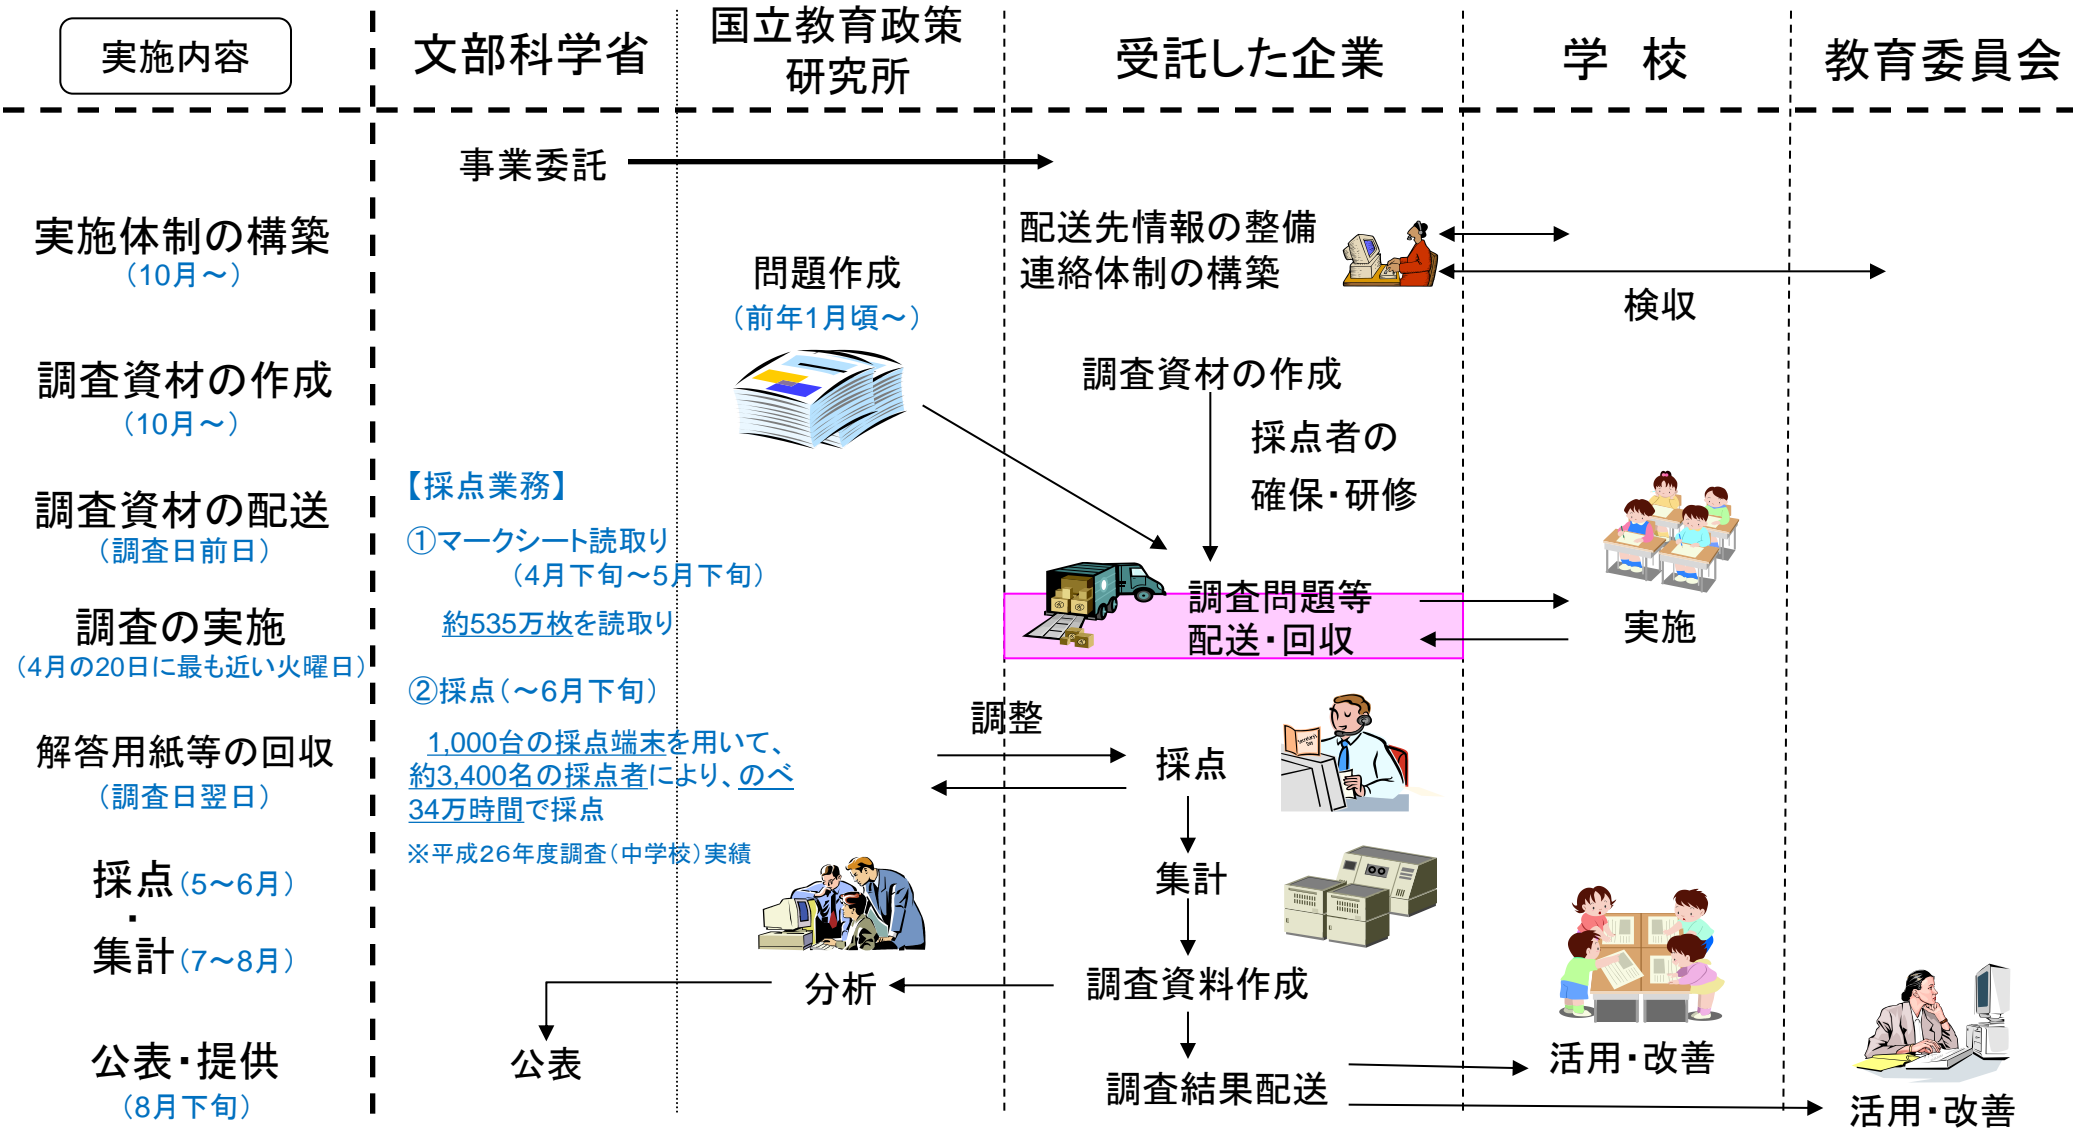 実施内容
文部科学省
国立教育政策
研究所
受託した企業
学 校
教育委員会
事業委託
実施体制の構築
（10月～）
問題作成
（前年1月頃～）
配送先情報の整備
連絡体制の構築
検収
調査資材の作成
（10月～）
調査資材の作成
採点者の
確保・研修
調査資材の配送
（調査日前日）
【採点業務】
①マークシート読取り
（4月下旬～5月下旬）
約535万枚を読取り
調査の実施
（4月の20日に最も近い火曜日）
調査問題等
配送・回収
実施
②採点（～6月下旬）
1,000台の採点端末を用いて、
約3,400名の採点者により、のべ
34万時間で採点
※平成２６年度調査（中学校）実績
解答用紙等の回収
（調査日翌日）
調整
採点
採点（5～6月）
・
集計（7～8月）
集計
分析
調査資料作成
公表・提供
（8月下旬）
公表
調査結果配送
活用・改善
活用・改善